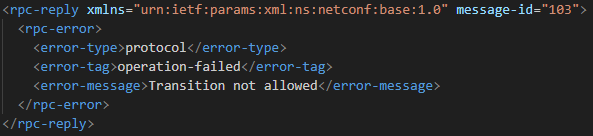 <rpc-reply xmlns="urn:ietf:params:xml:ns:netconf:base:1.0" message-id="103">
  <rpc-error>
    <error-type>protocol</error-type>
    <error-tag>operation-failed</error-tag>
    <error-message>Transition not allowed</error-message>
  </rpc-error>
</rpc-reply>